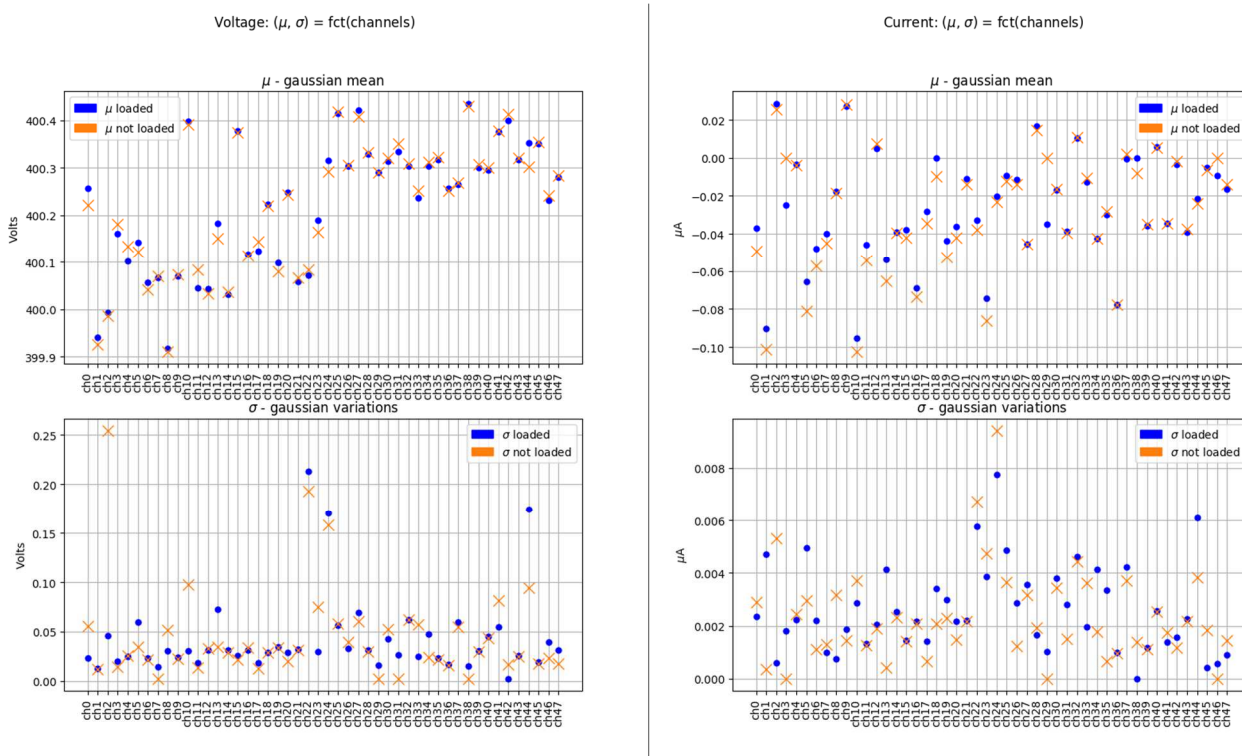 Voltage: (μ, σ) = fct(channels)
μ - gaussian mean
μ loaded
μ not loaded
400.4
400.3
400.2
400.1
400.0
399.9
Volts
ch0 ch1 ch2 ch3 ch4 ch5 ch6 ch7 ch8 ch9 ch10 ch11 ch12 ch13 ch14 ch15 ch16 ch17 ch18 ch19 ch20 ch21 ch22 ch23 ch24 ch25 ch26 ch27 ch28 ch29 ch30 ch31 ch32 ch33 ch34 ch35 ch36 ch37 ch38 ch39 ch40 ch41 ch42 ch43 ch44 ch45 ch46 ch47
σ - gaussian variations
σ loaded
σ not loaded
0.25
0.20
0.15
0.10
0.05
0.00
Volts
ch0 ch1 ch2 ch3 ch4 ch5 ch6 ch7 ch8 ch9 ch10 ch11 ch12 ch13 ch14 ch15 ch16 ch17 ch18 ch19 ch20 ch21 ch22 ch23 ch24 ch25 ch26 ch27 ch28 ch29 ch30 ch31 ch32 ch33 ch34 ch35 ch36 ch37 ch38 ch39 ch40 ch41 ch42 ch43 ch44 ch45 ch46 ch47
Current: (μ, σ) = fct(channels)
μ - gaussian mean
μ loaded
μ not loaded
0.02
0.00
−0.02
−0.04
−0.06
−0.08
−0.10
μA
ch0 ch1 ch2 ch3 ch4 ch5 ch6 ch7 ch8 ch9 ch10 ch11 ch12 ch13 ch14 ch15 ch16 ch17 ch18 ch19 ch20 ch21 ch22 ch23 ch24 ch25 ch26 ch27 ch28 ch29 ch30 ch31 ch32 ch33 ch34 ch35 ch36 ch37 ch38 ch39 ch40 ch41 ch42 ch43 ch44 ch45 ch46 ch47
σ - gaussian variations
σ loaded
σ not loaded
0.008
0.006
0.004
0.002
0.000
μA
ch0 ch1 ch2 ch3 ch4 ch5 ch6 ch7 ch8 ch9 ch10 ch11 ch12 ch13 ch14 ch15 ch16 ch17 ch18 ch19 ch20 ch21 ch22 ch23 ch24 ch25 ch26 ch27 ch28 ch29 ch30 ch31 ch32 ch33 ch34 ch35 ch36 ch37 ch38 ch39 ch40 ch41 ch42 ch43 ch44 ch45 ch46 ch47